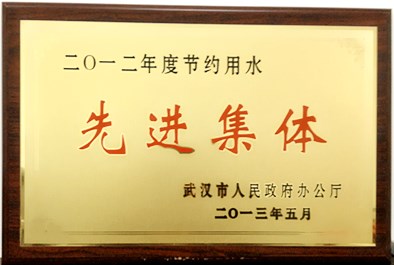 二〇一二年度节约用水
先进集体
武汉市人民政府办公厅
二〇一三年五月